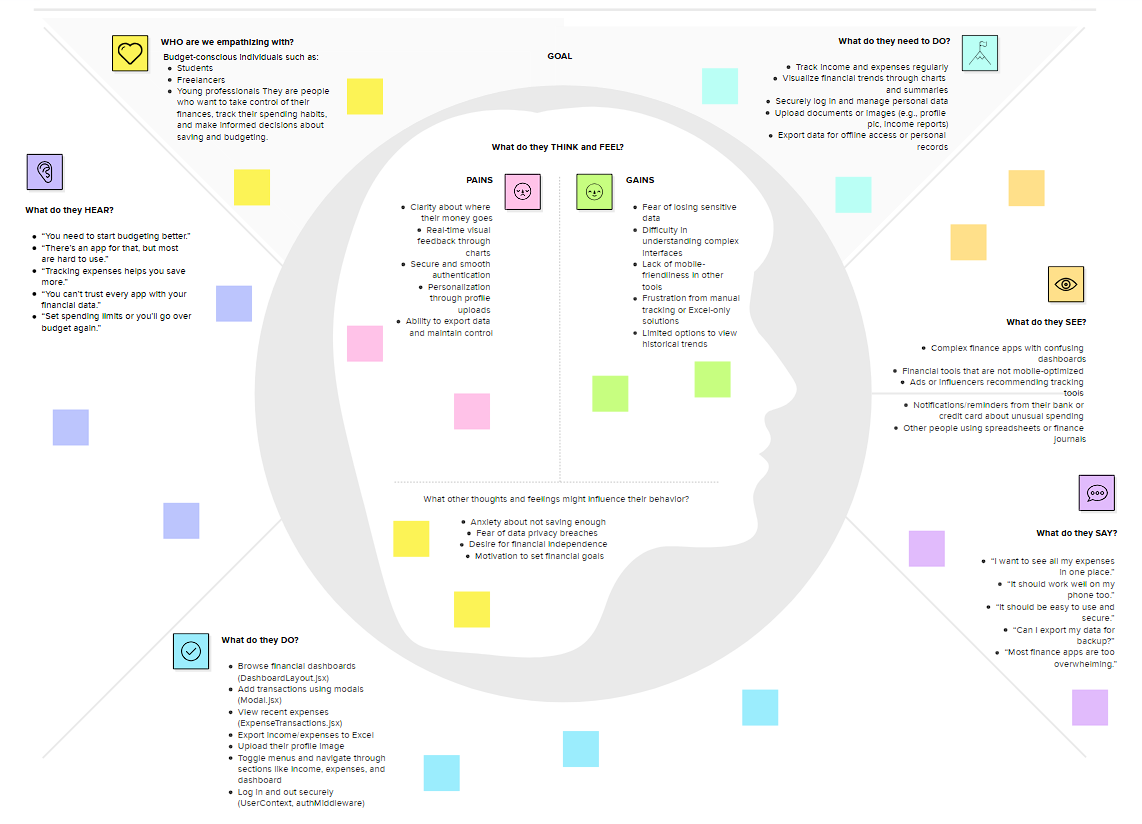 WHO are we empathizing with?
Budget-conscious individuals such as:
• Students
• Freelancers
• Young professionals They are people
who want to take control of their
finances, track their spending habits,
and make informed decisions about
saving and budgeting.
GOAL
What do they need to DO?
• Track income and expenses regularly
• Visualize financial trends through charts
and summaries
• Securely log in and manage personal data
• Upload documents or images (e.g., profile
pic, income reports)
• Export data for offline access or personal
records
What do they HEAR?
• “You need to start budgeting better.”
• “There’s an app for that, but most
are hard to use.”
• “Tracking expenses helps you save
more.”
• “You can’t trust every app with your
financial data.”
• “Set spending limits or you’ll go over
budget again.”
What do they THINK and FEEL?
PAINS
• Clarity about where
their money goes
• Real-time visual
feedback through
charts
• Secure and smooth
authentication
• Personalization
through profile
uploads
• Ability to export data
and maintain control
GAINS
• Fear of losing sensitive
data
• Difficulty in
understanding complex
interfaces
• Lack of mobile-
friendliness in other
tools
• Frustration from manual
tracking or Excel-only
solutions
• Limited options to view
historical trends
What do they SEE?
• Complex finance apps with confusing
dashboards
• Financial tools that are not mobile-optimized
• Ads or influencers recommending tracking
tools
• Notifications/reminders from their bank or
credit card about unusual spending
• Other people using spreadsheets or finance
journals
What other thoughts and feelings might influence their behavior?
• Anxiety about not saving enough
• Fear of data privacy breaches
• Desire for financial independence
• Motivation to set financial goals
What do they SAY?
• “I want to see all my expenses
in one place.”
• “It should work well on my
phone too.”
• “It should be easy to use and
secure.”
• “Can I export my data for
backup?”
• “Most finance apps are too
overwhelming.”
What do they DO?
• Browse financial dashboards
(DashboardLayout.jsx)
• Add transactions using modals
(Modal.jsx)
• View recent expenses
(ExpenseTransactions.jsx)
• Export income/expenses to Excel
• Upload their profile image
• Toggle menus and navigate through
sections like income, expenses, and
dashboard
• Log in and out securely
(UserContext, authMiddleware)